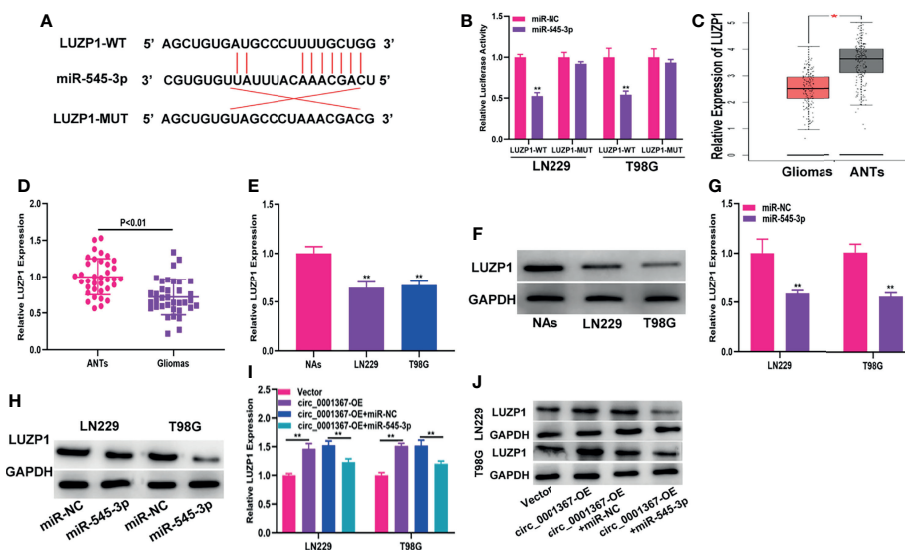 A
LUZP1-WT 5' AGCUGUGAUGCCCUUUUGCUGG 3'
miR-545-3p 3' CGUGUGUUAUUUACAAACGACU 5'
LUZP1-MUT 5' AGCUGUGUAGCCCUAAACGACG 3'
B
miR-NC
miR-545-3p
Relative Luciferase Activity
1.5
1.0
0.5
0.0
**
**
LUZP1-WT LUZP1-MUT LUZP1-WT LUZP1-MUT
LN229 T98G
C
Relative Expression of LUZP1
5
4
3
2
1
0
*
Gliomas ANTs
D
Relative LUZP1 Expression
2.0
1.5
1.0
0.5
0.0
P<0.01
ANTs Gliomas
E
Relative LUZP1 Expression
1.5
1.0
0.5
0.0
** **
NAs LN229 T98G
F
LUZP1
GAPDH
NAs LN229 T98G
G
miR-NC
miR-545-3p
Relative LUZP1 Expression
1.5
1.0
0.5
0.0
** **
LN229 T98G
H
LN229 T98G
LUZP1
GAPDH
miR-NC miR-545-3p miR-NC miR-545-3p
I
Vector
circ_0001367-OE
circ_0001367-OE+miR-NC
circ_0001367-OE+miR-545-3p
Relative LUZP1 Expression
2.0
1.5
1.0
0.5
0.0
** ** ** **
LN229 T98G
J
LN229
LUZP1
GAPDH
T98G
LUZP1
GAPDH
Vector
circ_0001367-OE
circ_0001367-OE
+miR-NC
circ_0001367-OE
+miR-545-3p